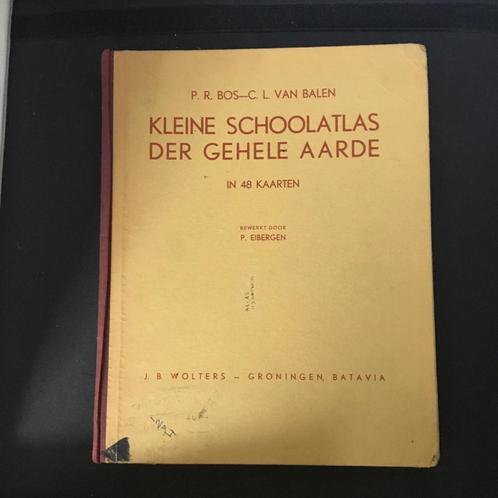 P. R. BOS—C. L. VAN BALEN
KLEINE SCHOOLATLAS
DER GEHELE AARDE
IN 48 KAARTEN
BEWERKT DOOR
P. EIBERGEN
J. B. WOLTERS – GRONINGEN, BATAVIA